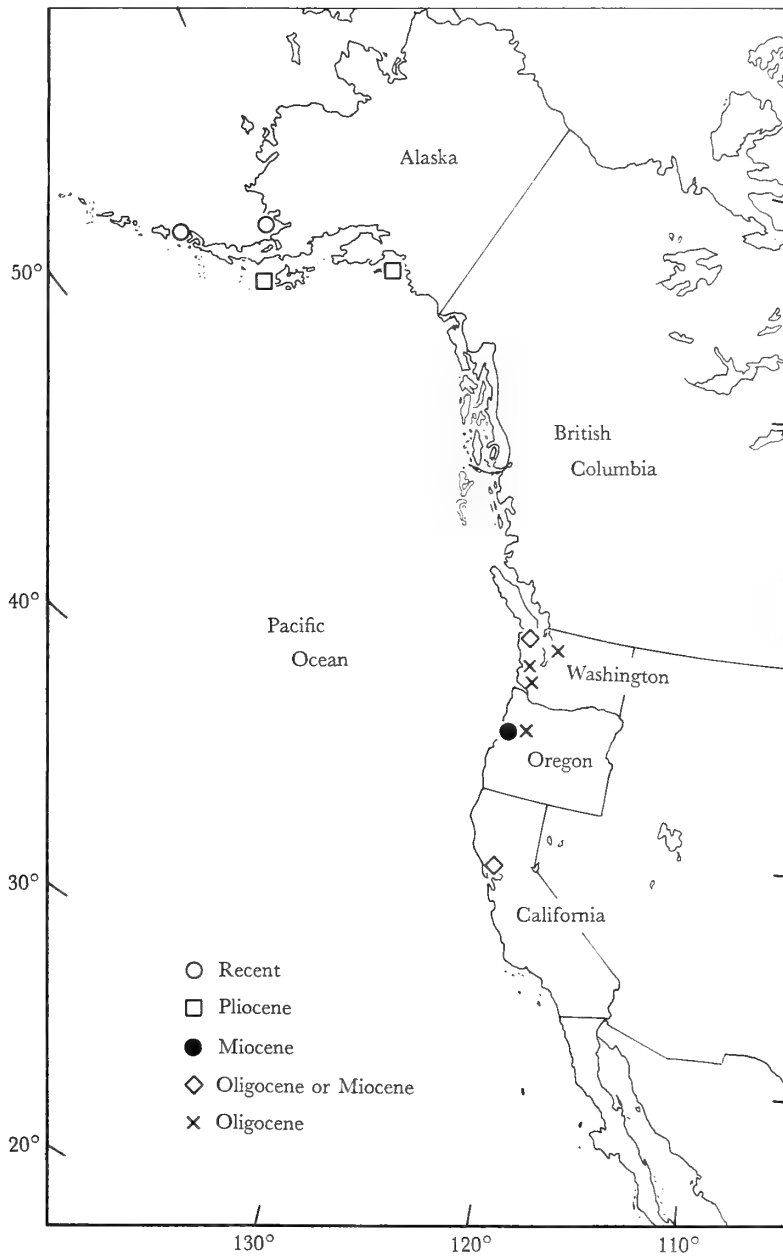 Alaska
50°
British
Columbia
40°
Pacific
Ocean
Washington
Oregon
30°
California
Recent
Pliocene
Miocene
Oligocene or Miocene
Oligocene
20°
130°
120°
110°